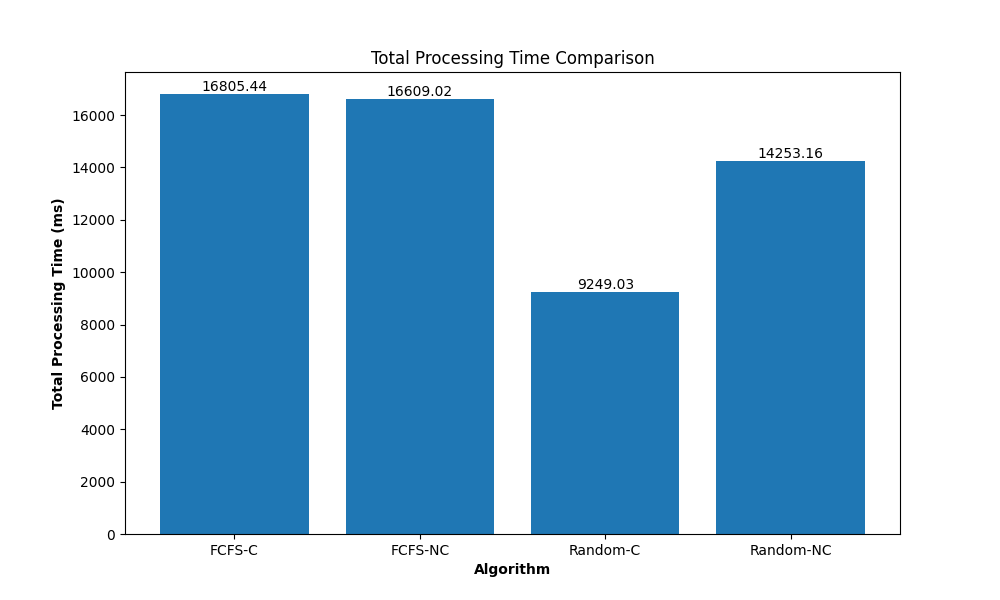 Total Processing Time Comparison
Total Processing Time (ms)
16000
14000
12000
10000
8000
6000
4000
2000
0
16805.44
16609.02
9249.03
14253.16
FCFS-C
FCFS-NC
Random-C
Random-NC
Algorithm